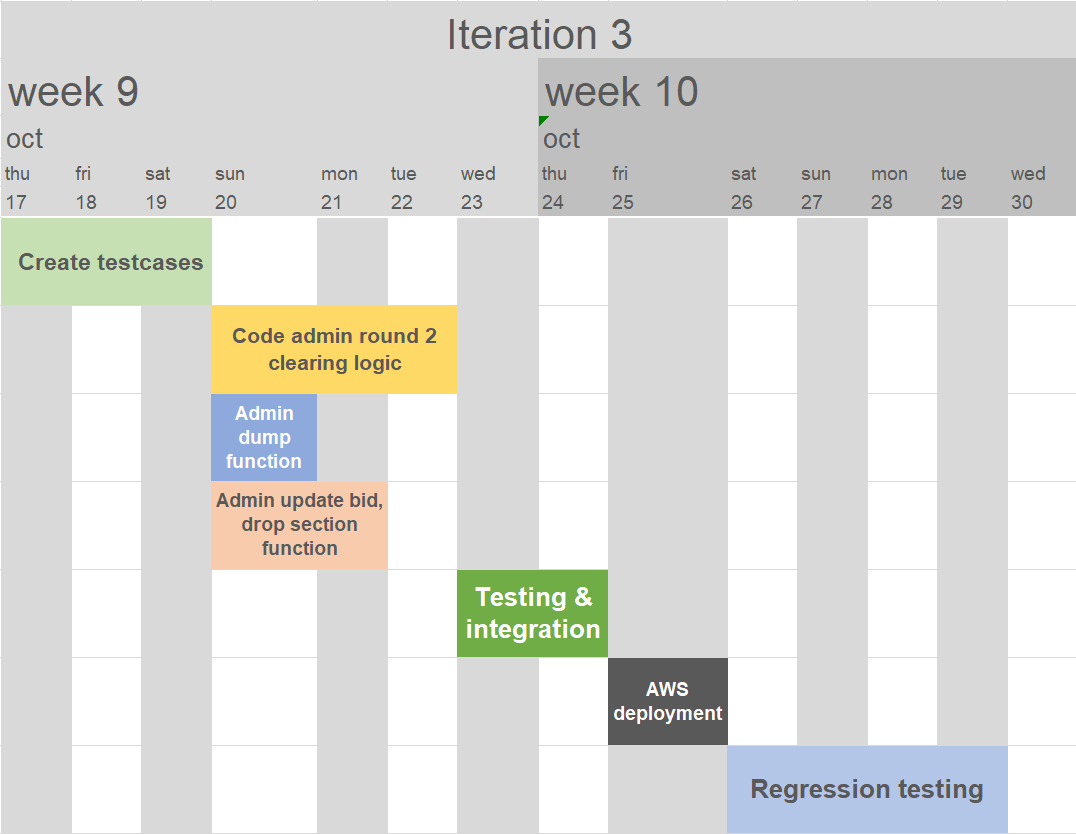 Iteration 3
week 9 week 10
oct oct
thu fri sat sun mon tue wed thu fri sat sun mon tue wed
17 18 19 20 21 22 23 24 25 26 27 28 29 30
Create testcases
Code admin round 2
clearing logic
Admin
dump
function
Admin update bid,
drop section
function
Testing &
integration
AWS
deployment
Regression testing